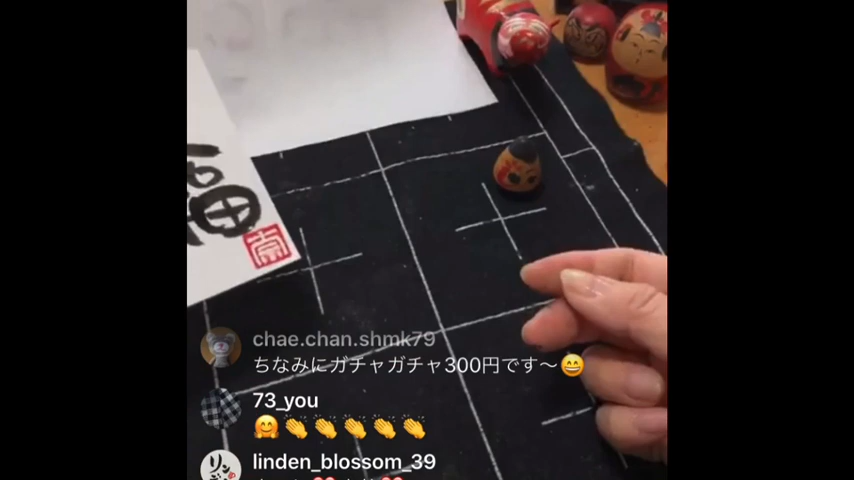 福
chae.chan.shmk79
ちなみにガチャガチャ300円です〜😄
73_you
🤗👏👏👏👏👏
linden_blossom_39